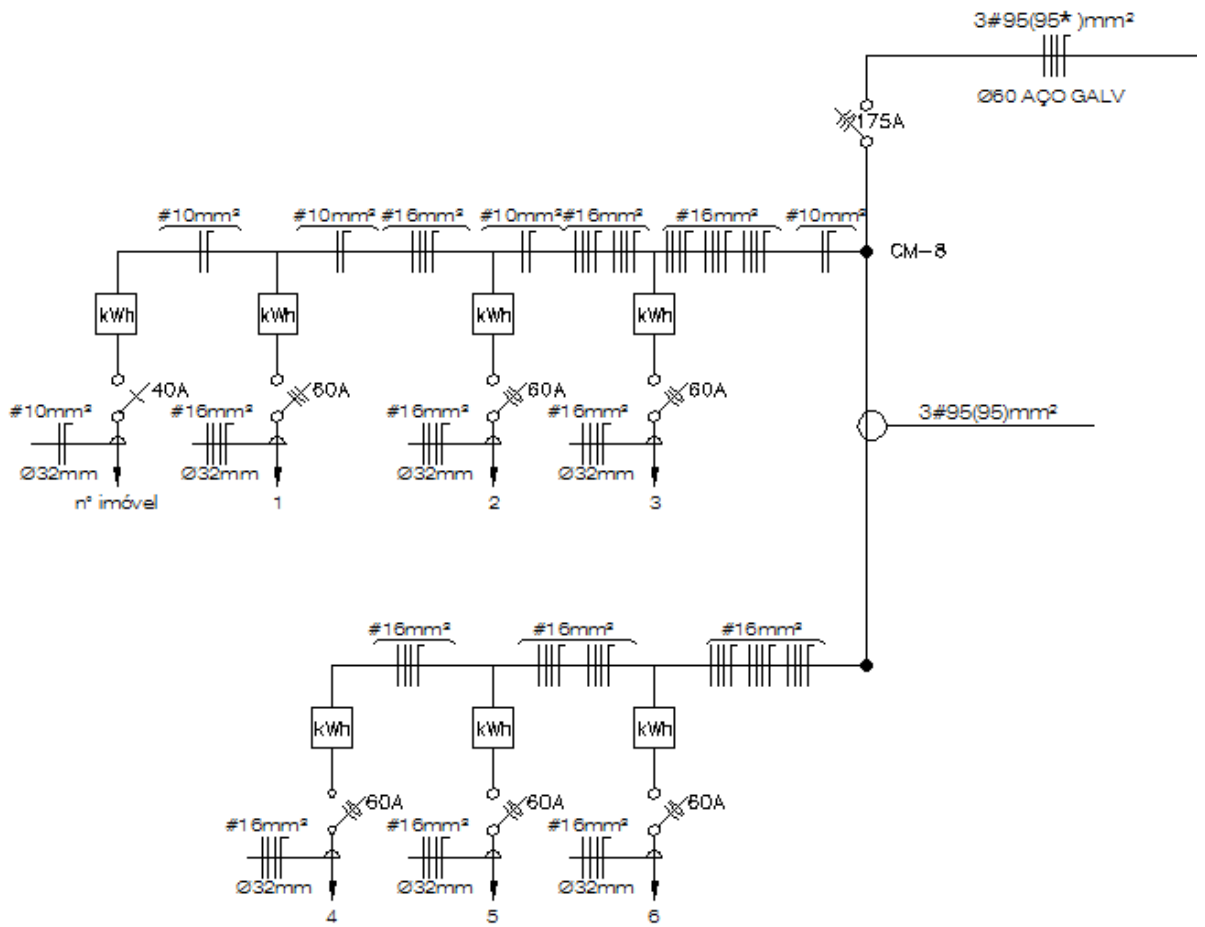 3#95(95*)mm²
Ø60 AÇO GALV
175A
#10mm² #10mm² #16mm² #10mm² #16mm² #16mm² #10mm²
CM-8
kWh kWh kWh kWh
40A 60A 60A 60A
#10mm² #16mm² #16mm² #16mm²
3#95(95)mm²
Ø32mm Ø32mm Ø32mm Ø32mm
n° imóvel 1 2 3
#16mm² #16mm² #16mm²
kWh kWh kWh
60A 60A 60A
#16mm² #16mm² #16mm²
Ø32mm Ø32mm Ø32mm
4 5 6